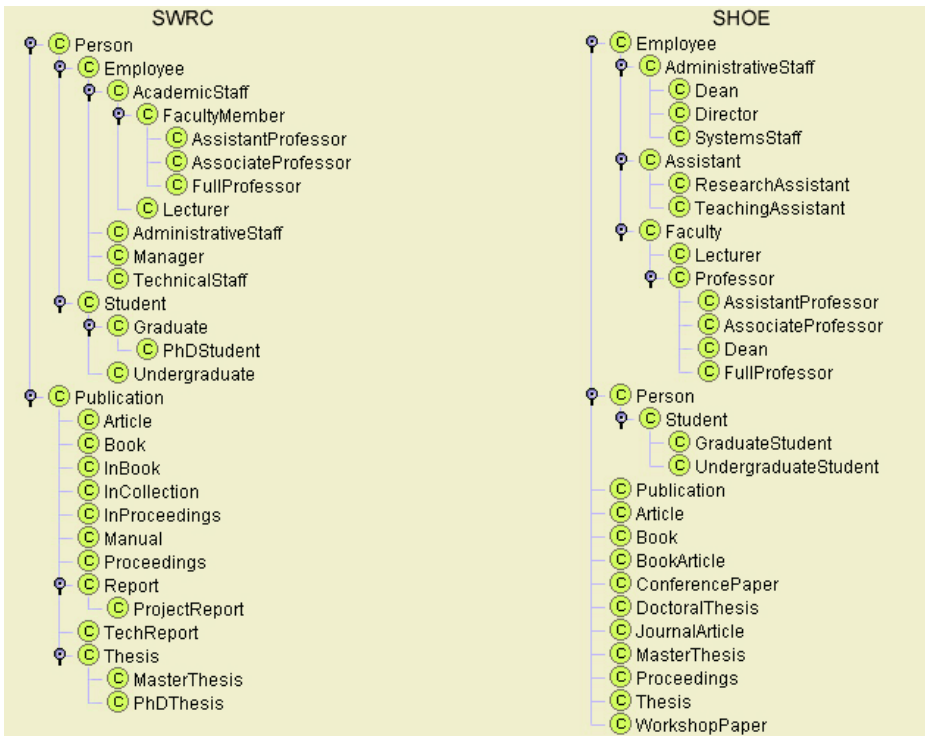 SWRC
Person
Employee
AcademicStaff
FacultyMember
AssistantProfessor
AssociateProfessor
FullProfessor
Lecturer
AdministrativeStaff
Manager
TechnicalStaff
Student
Graduate
PhDStudent
Undergraduate
Publication
Article
Book
InBook
InCollection
InProceedings
Manual
Proceedings
Report
ProjectReport
TechReport
Thesis
MasterThesis
PhDThesis
SHOE
Employee
AdministrativeStaff
Dean
Director
SystemsStaff
Assistant
ResearchAssistant
TeachingAssistant
Faculty
Lecturer
Professor
AssistantProfessor
AssociateProfessor
Dean
FullProfessor
Person
Student
GraduateStudent
UndergraduateStudent
Publication
Article
Book
BookArticle
ConferencePaper
DoctoralThesis
JournalArticle
MasterThesis
Proceedings
Thesis
WorkshopPaper